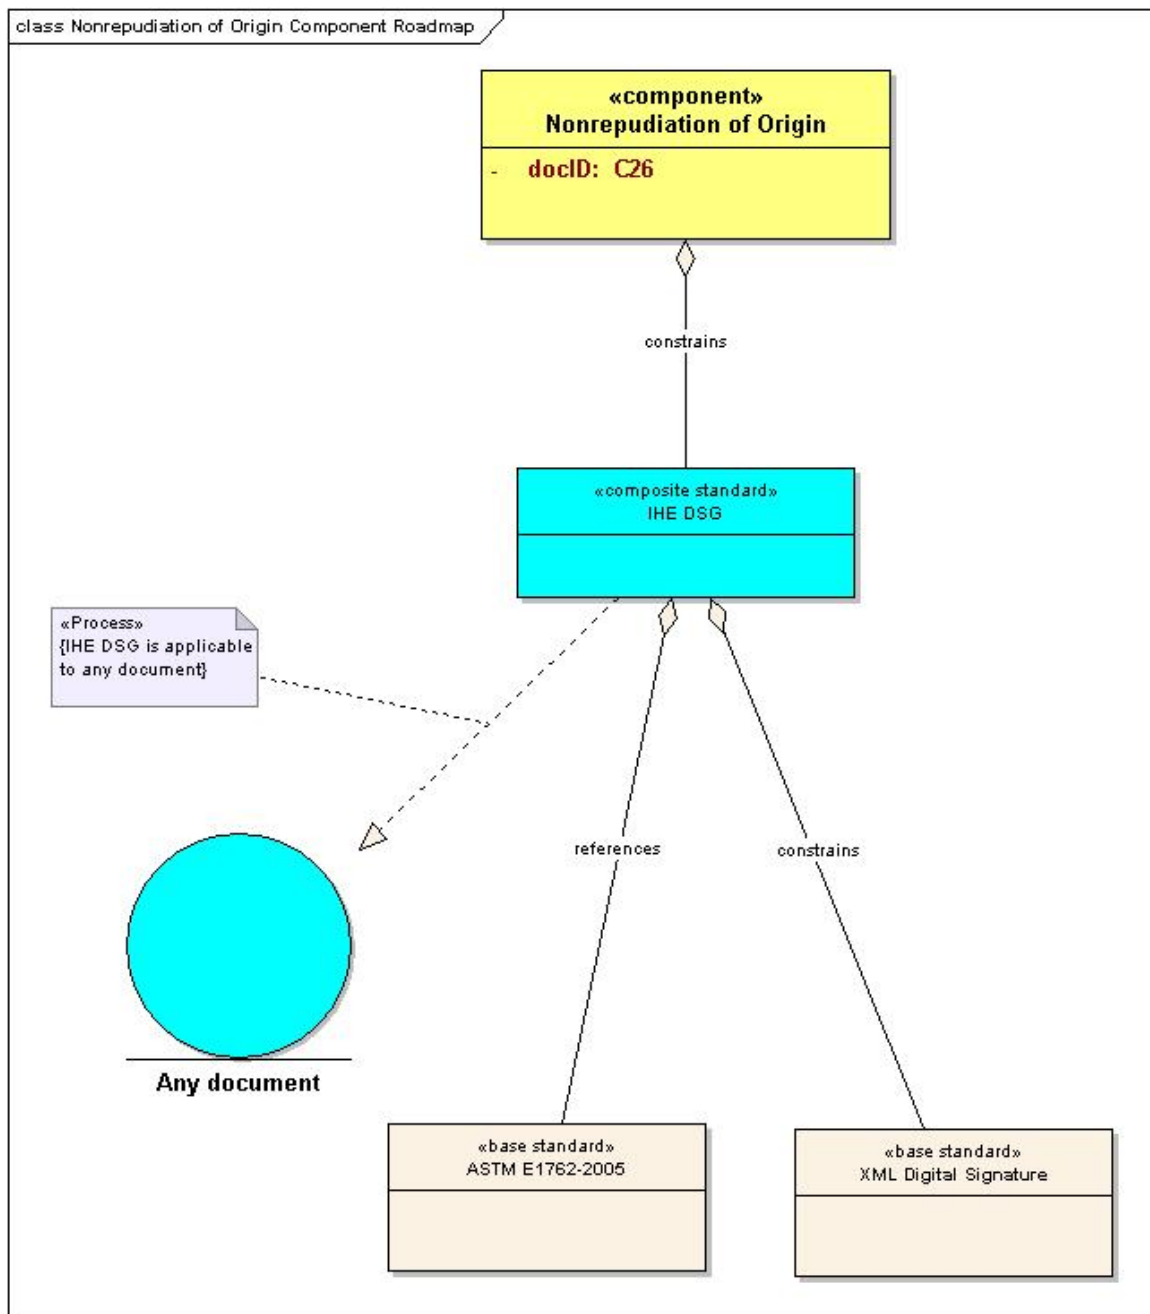 class Nonrepudiation of Origin Component Roadmap
«component»
Nonrepudiation of Origin
- docID: C26
constrains
«composite standard»
IHE DSG
«Process»
{IHE DSG is applicable
to any document}
references
constrains
Any document
«base standard»
ASTM E1762-2005
«base standard»
XML Digital Signature